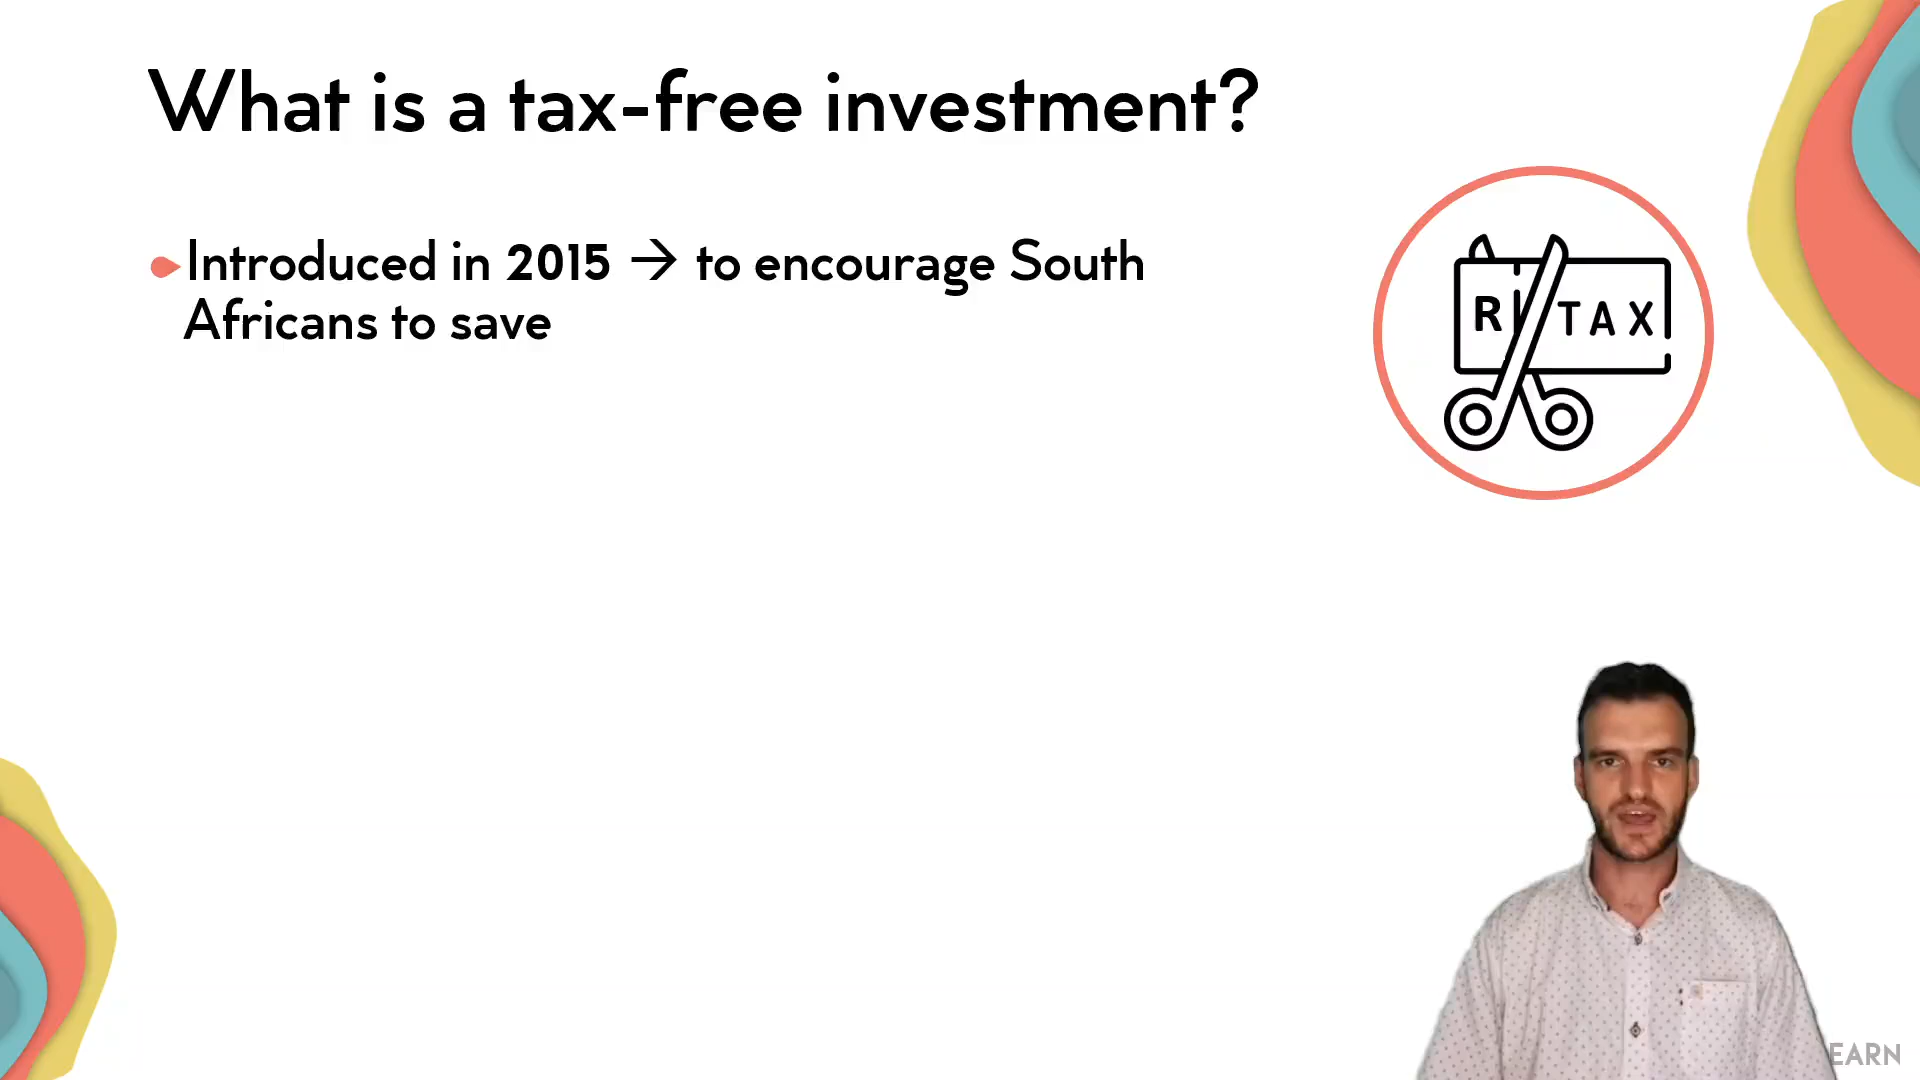 What is a tax-free investment?
Introduced in 2015 → to encourage South
Africans to save
R TAX
EARN